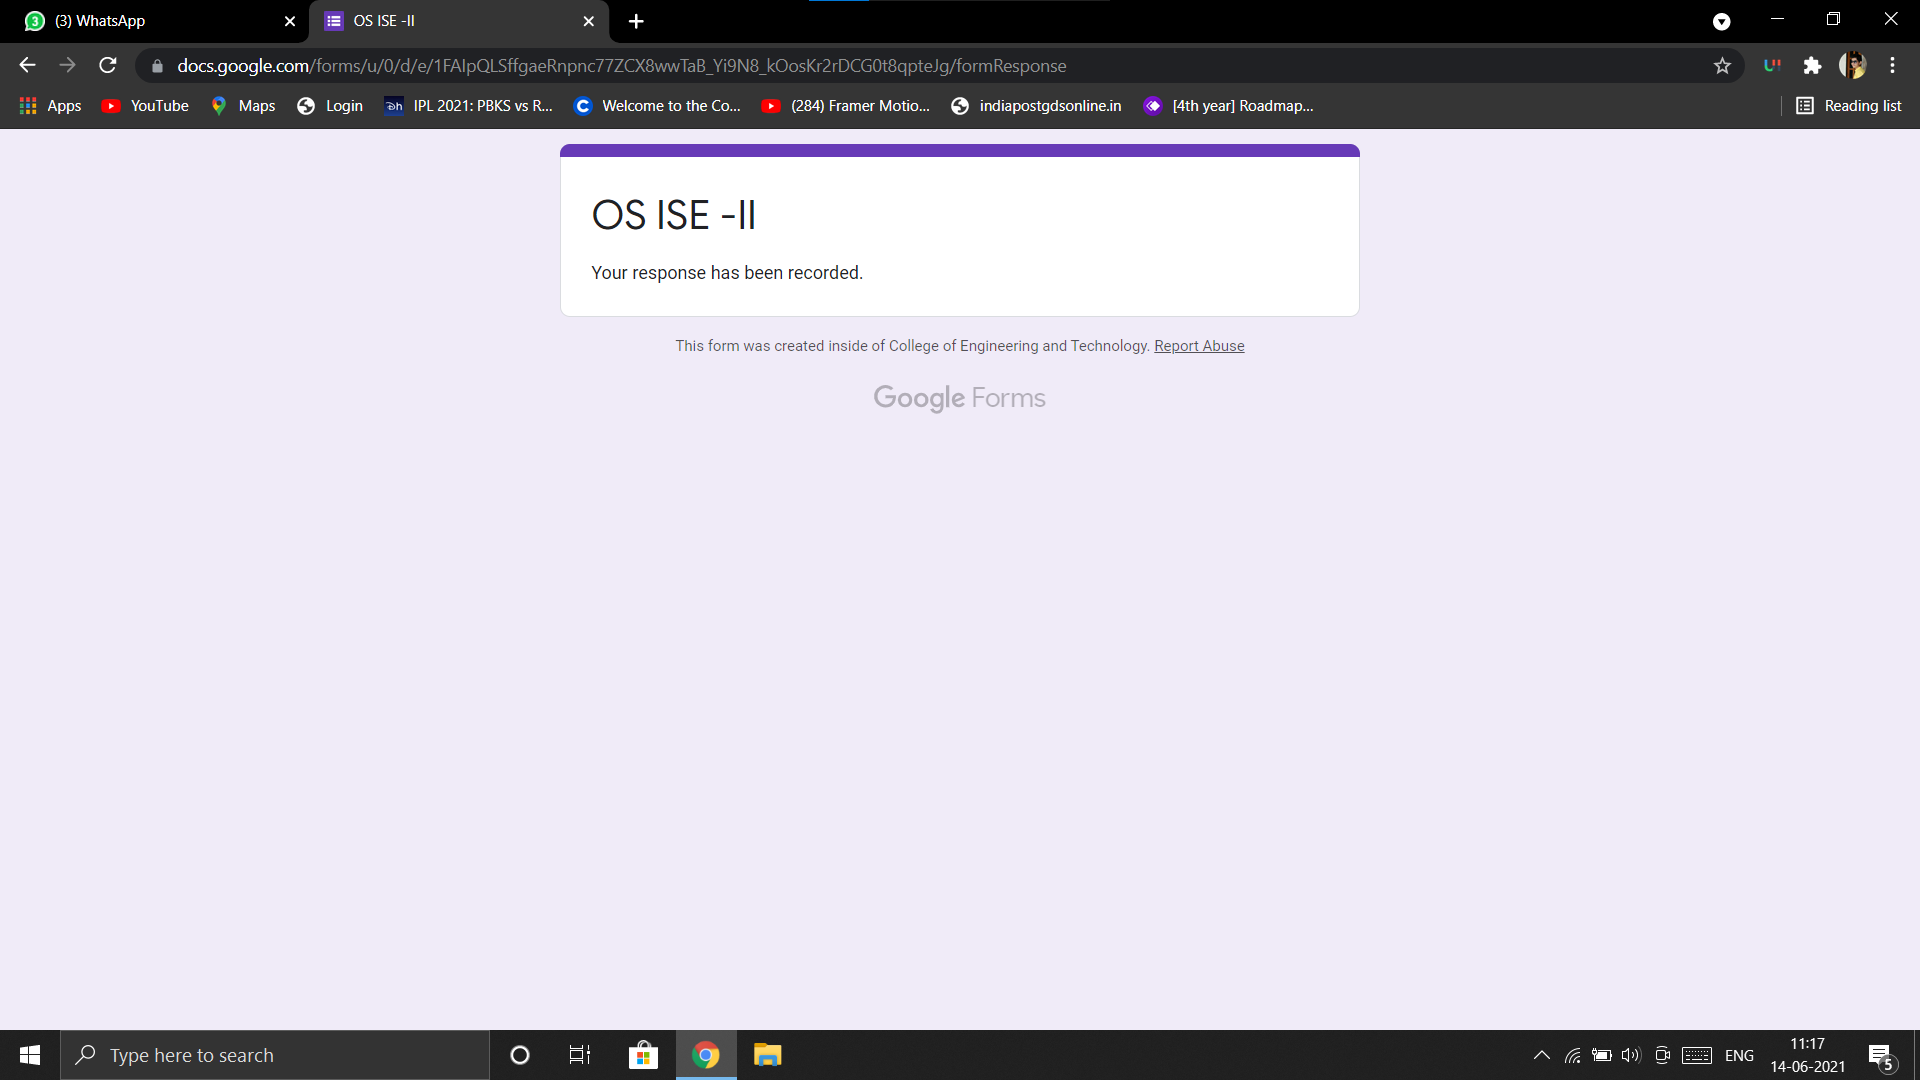 3 (3) WhatsApp
OS ISE -II
docs.google.com/forms/u/0/d/e/1FAIpQLSffgaeRnpnc77ZCX8wwTaB_Yi9N8_kOosKr2rDCG0t8qpteJg/formResponse
Apps
YouTube
Maps
Login
IPL 2021: PBKS vs R...
Welcome to the Co...
(284) Framer Motio...
indiapostgdsonline.in
[4th year] Roadmap...
Reading list
OS ISE -II
Your response has been recorded.
This form was created inside of College of Engineering and Technology. Report Abuse
Google Forms
Type here to search
ENG
11:17
14-06-2021
5